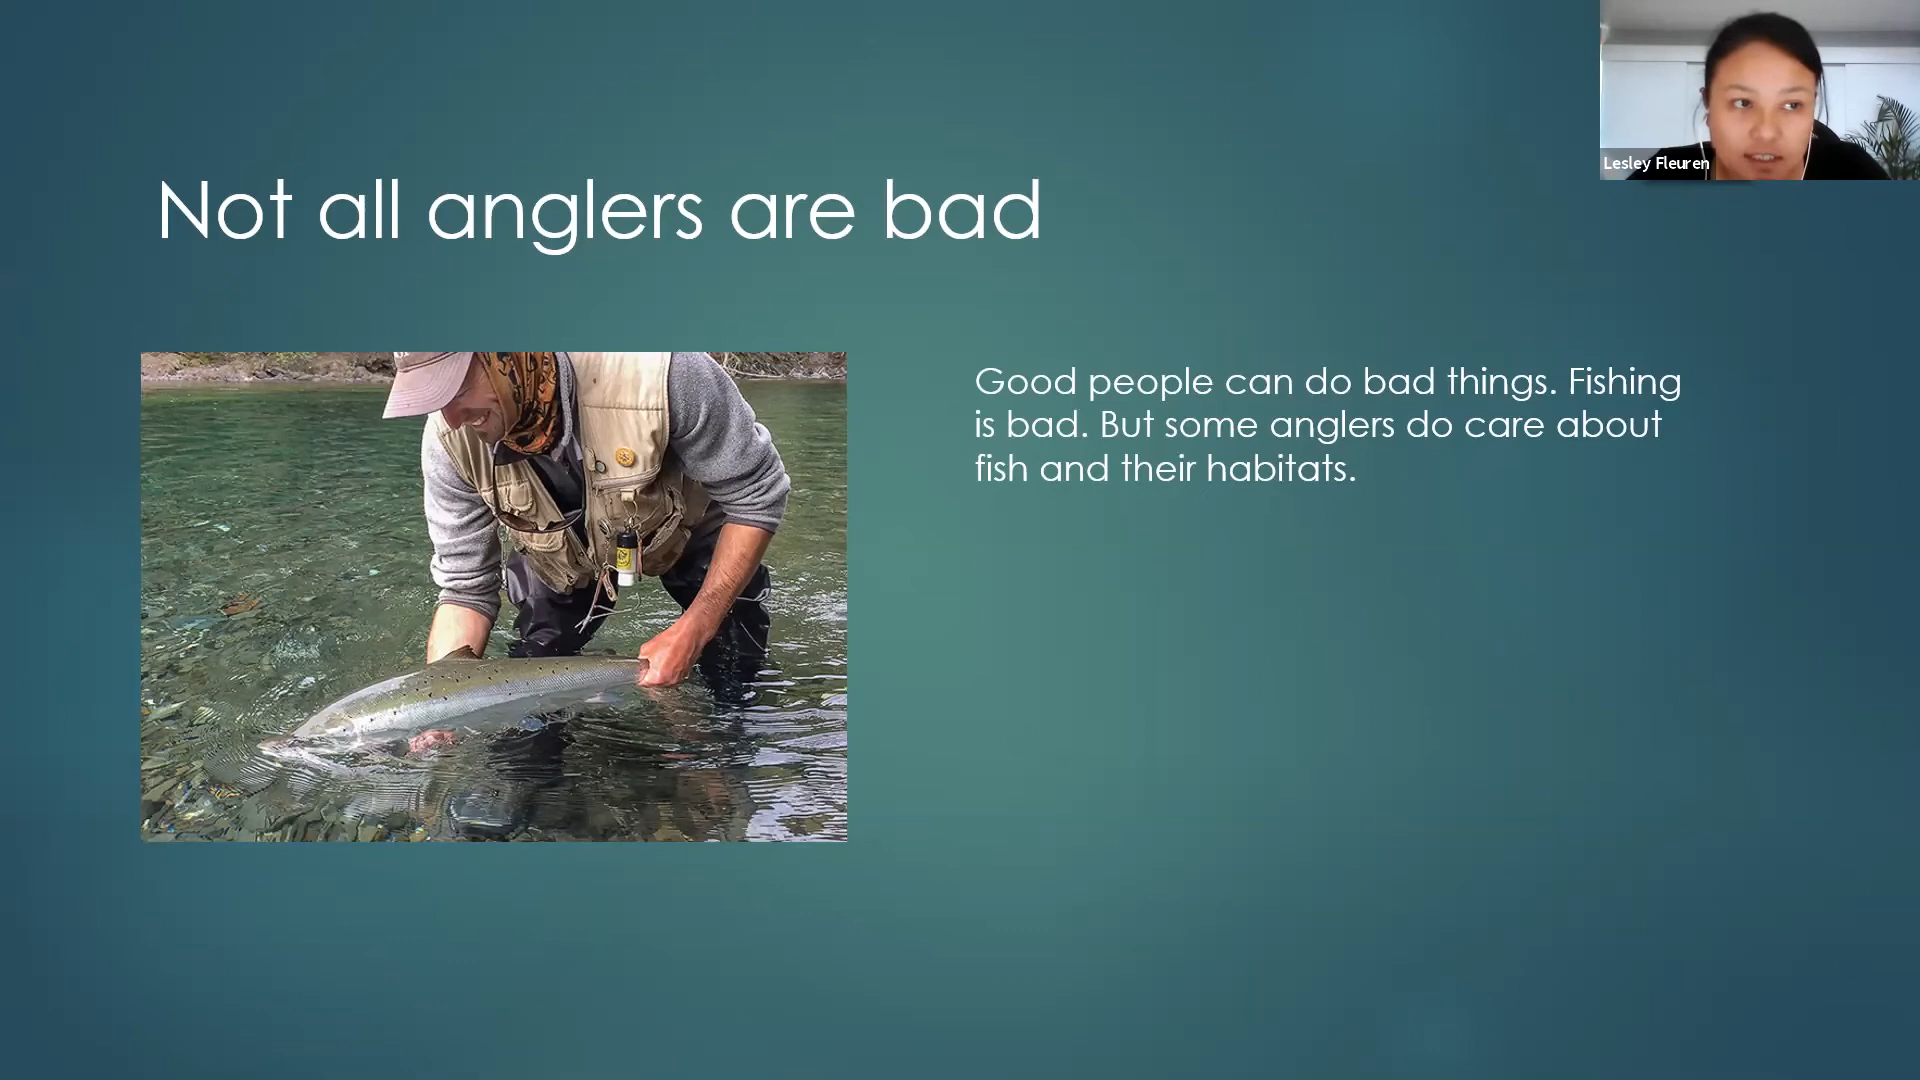 Lesley Fleuren
Not all anglers are bad
Good people can do bad things. Fishing
is bad. But some anglers do care about
fish and their habitats.